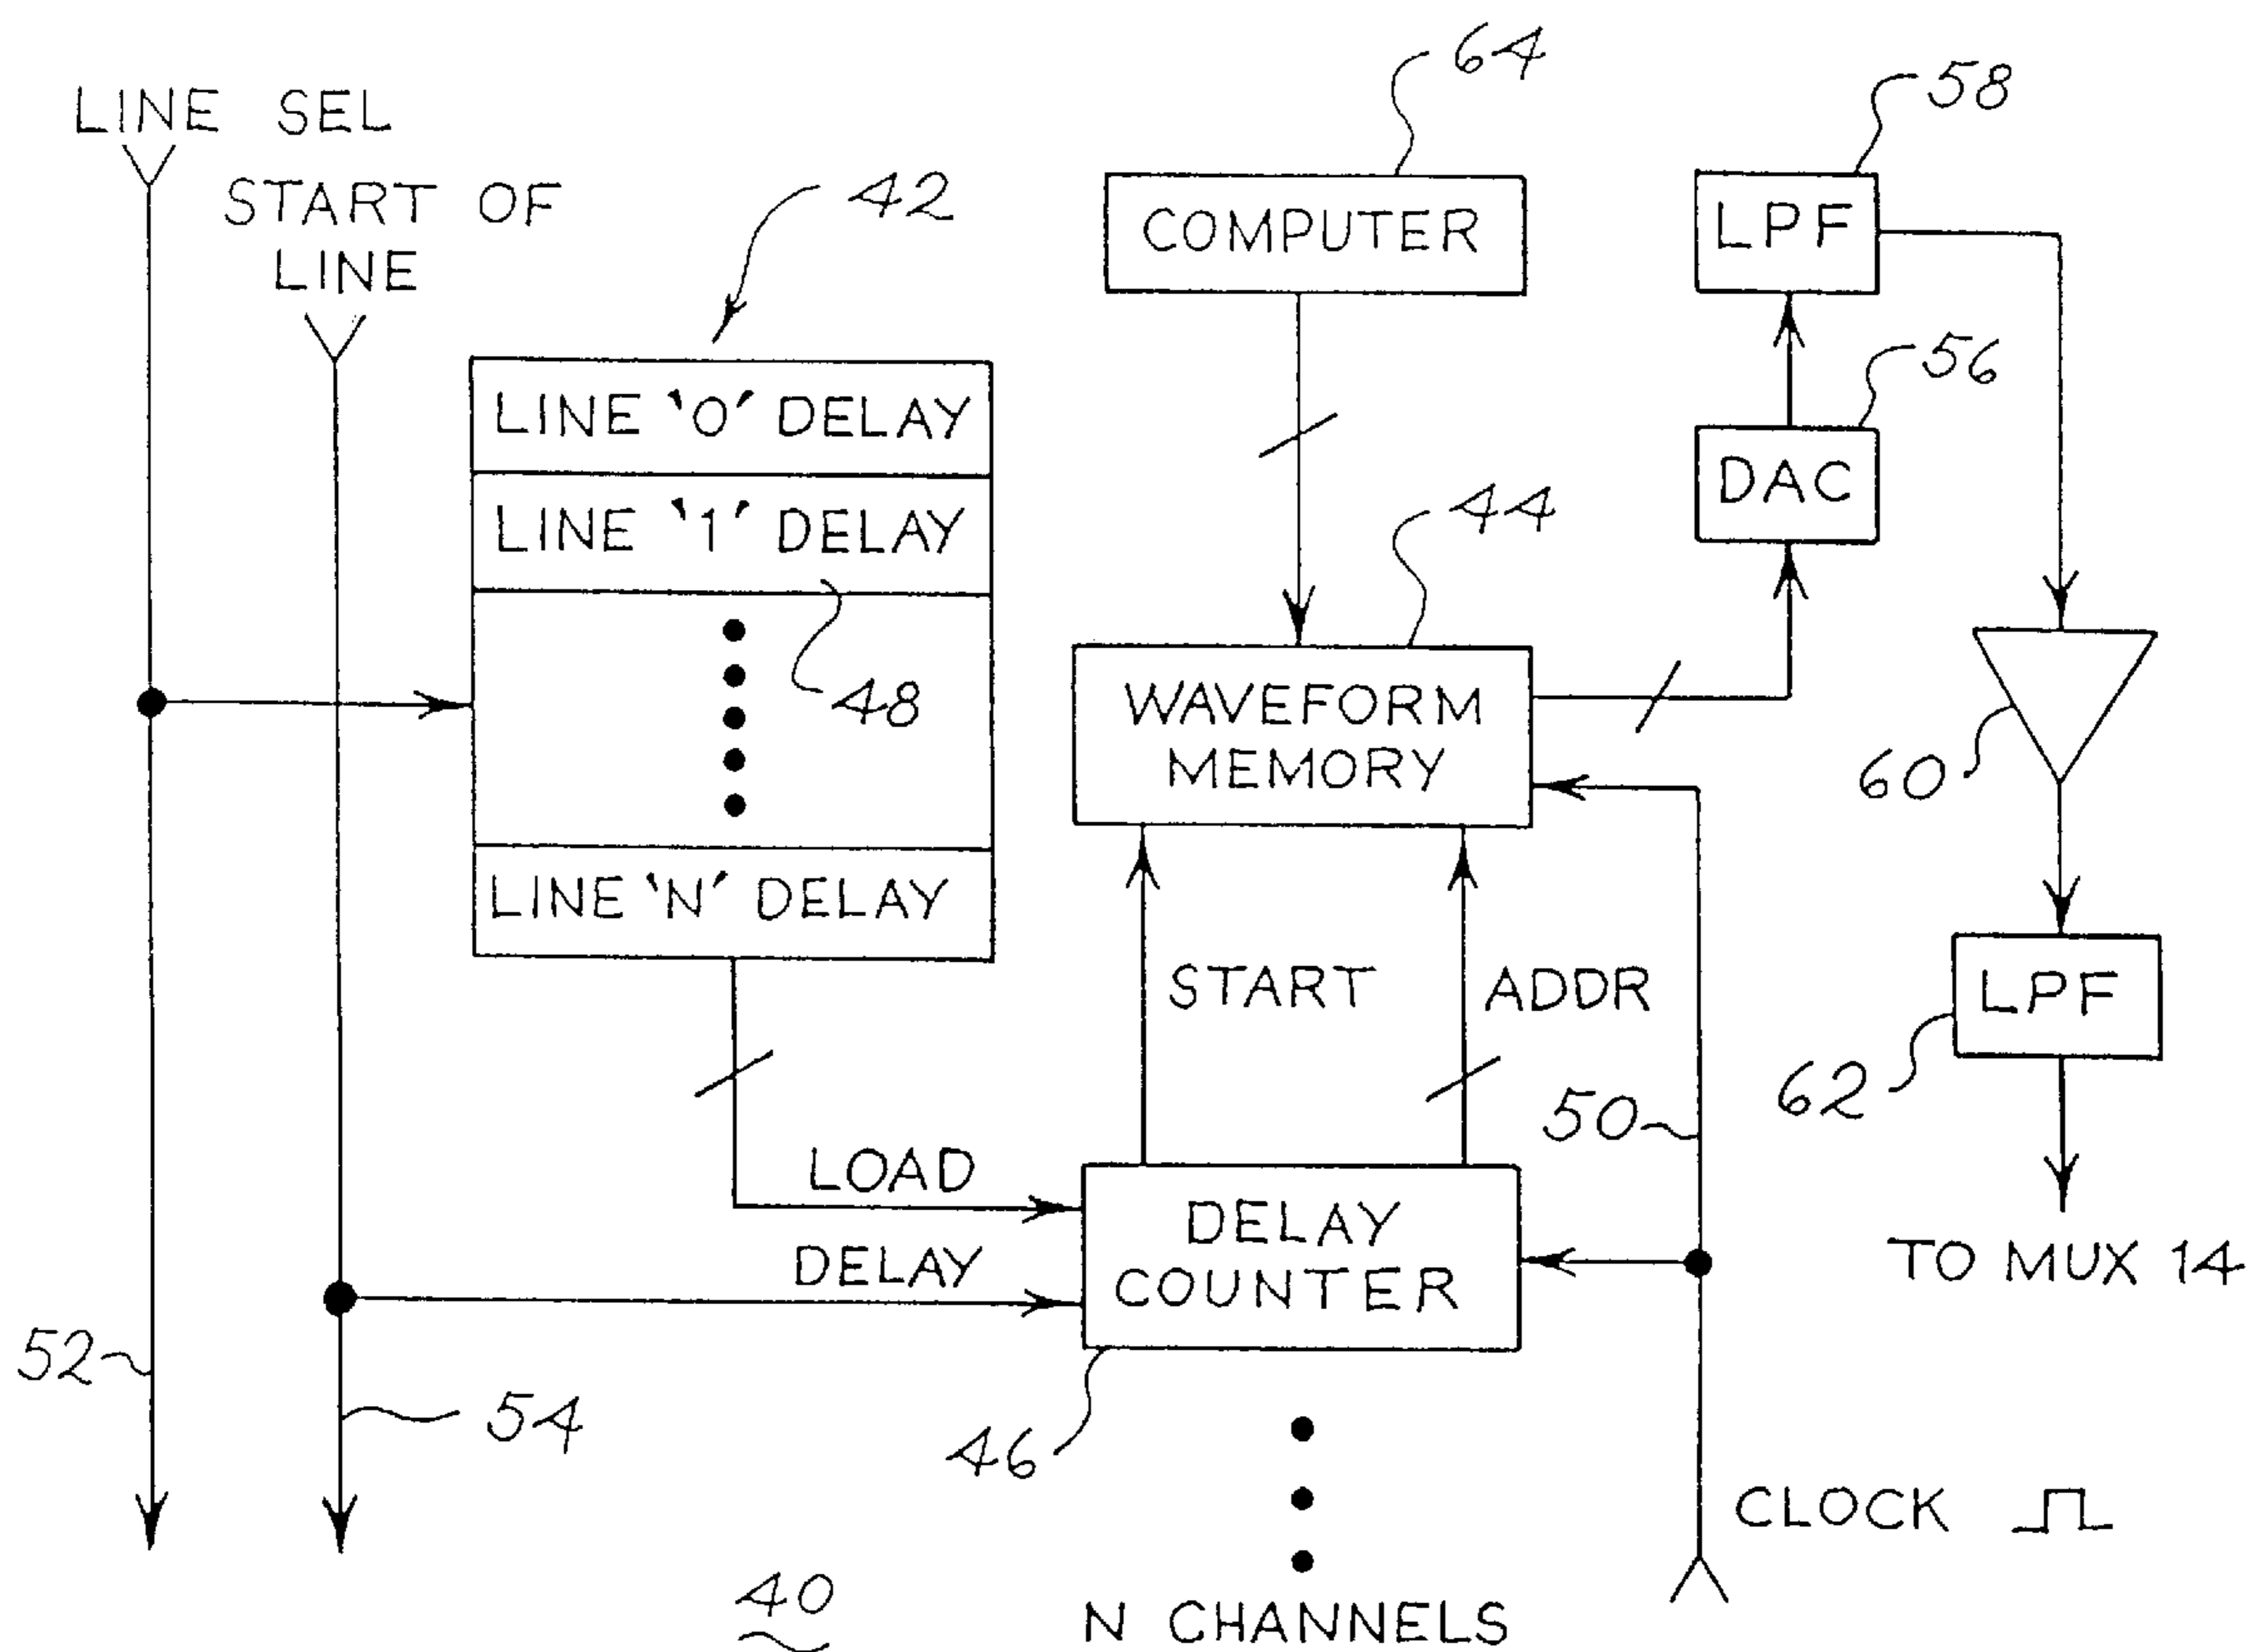 LINE SEL
START OF
LINE
42
64
58
COMPUTER
LPF
56
DAC
LINE '0' DELAY
LINE '1' DELAY
48
LINE 'N' DELAY
44
WAVEFORM
MEMORY
60
LPF
62
TO MUX 14
START
ADDR
50
LOAD
DELAY
DELAY
COUNTER
46
52
54
CLOCK
N CHANNELS
40